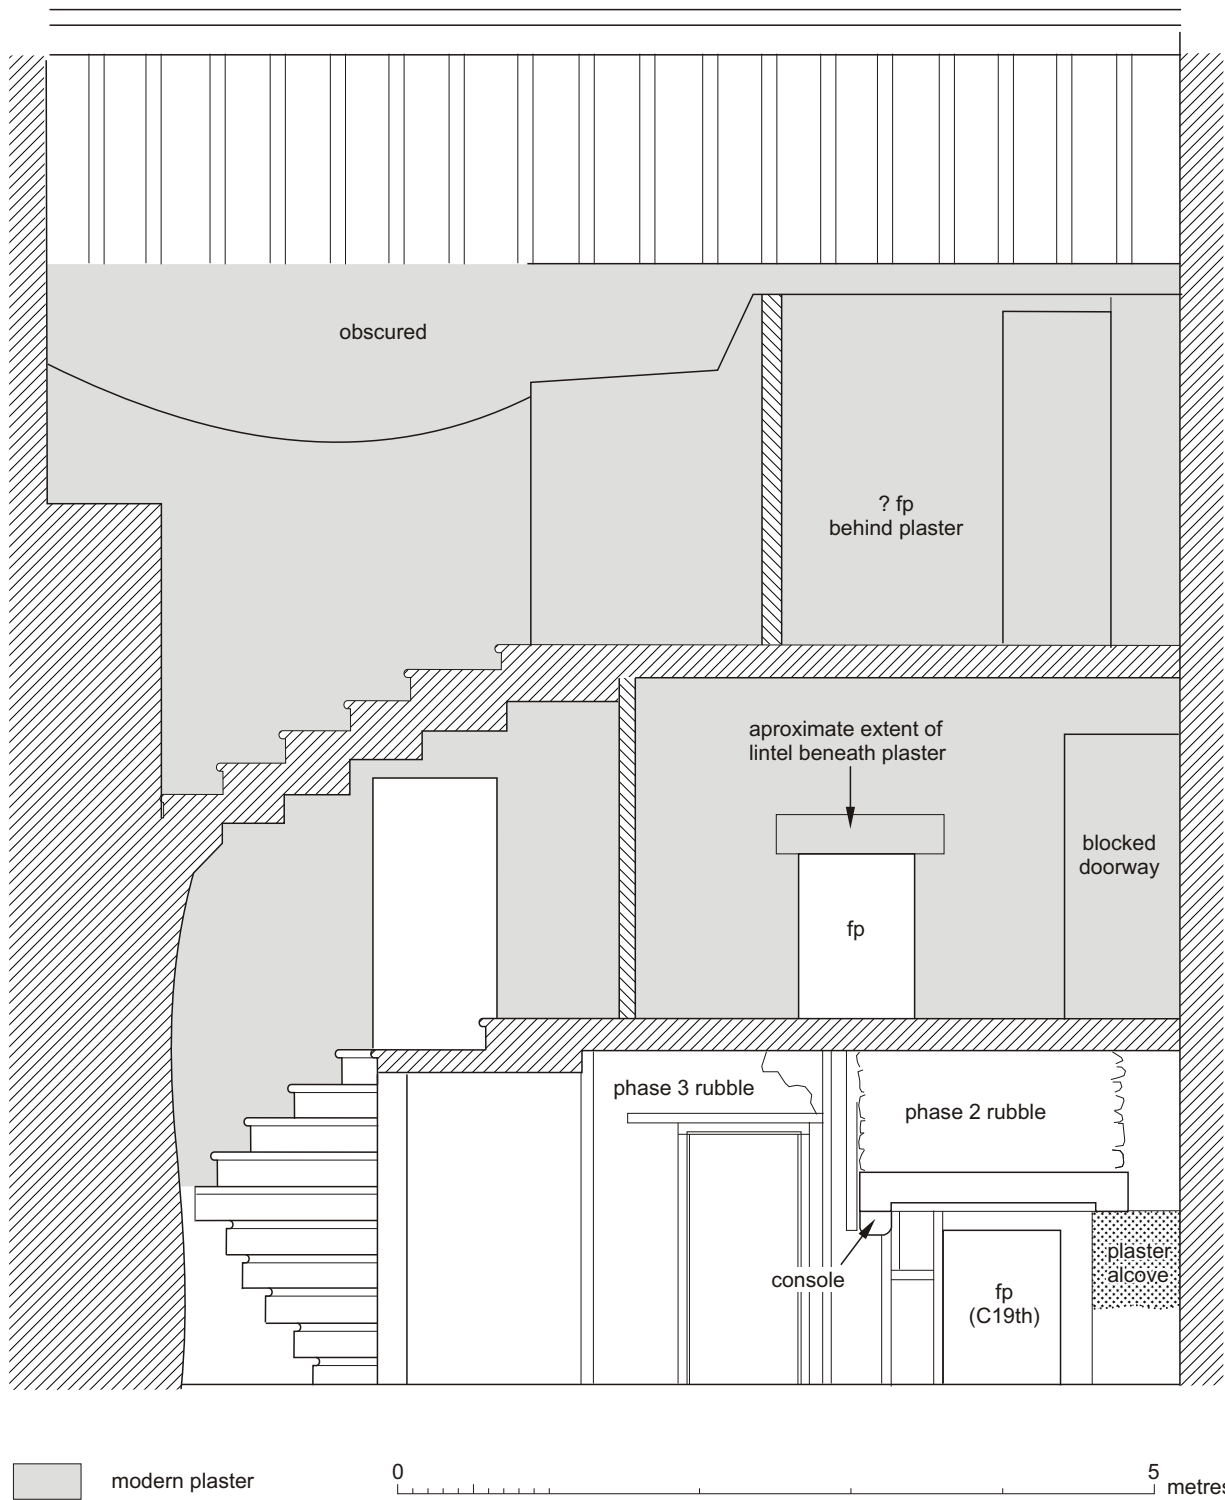 obscured
? fp
behind plaster
aproximate extent of
lintel beneath plaster
blocked
doorway
fp
phase 3 rubble
phase 2 rubble
console
plaster
alcove
fp
(C19th)
modern plaster
0
5
metres